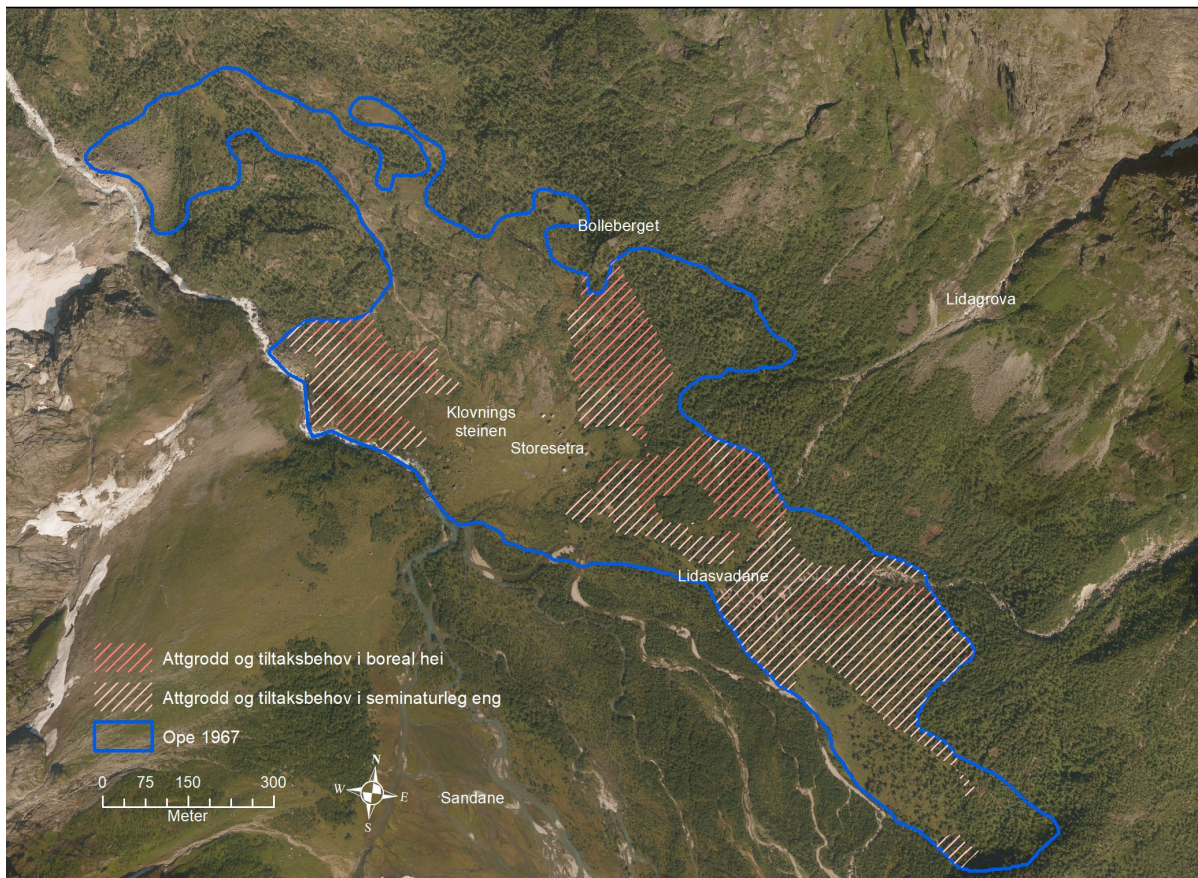 Bolleberget
Lidagrova
Klovnings
steinen
Storesetra
Lidasvadane
Attgrodd og tiltaksbehov i boreal hei
Attgrodd og tiltaksbehov i seminaturleg eng
Ope 1967
0 75 150 300
Meter
N
W E
S
Sandane